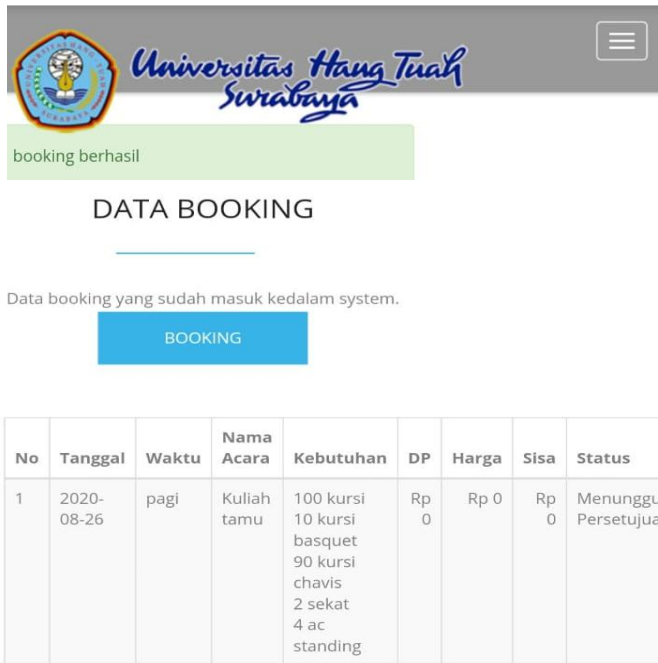 Universitas Hang Tuah
Surabaya
SURABAYA
booking berhasil
DATA BOOKING
Data booking yang sudah masuk kedalam system.
BOOKING
No Tanggal Waktu Nama Acara Kebutuhan DP Harga Sisa Status
1 2020-08-26 pagi Kuliah tamu 100 kursi Rp 0 Rp 0 Rp 0 Menunggu Persetujua
10 kursi
basquet
90 kursi
chavis
2 sekat
4 ac
standing